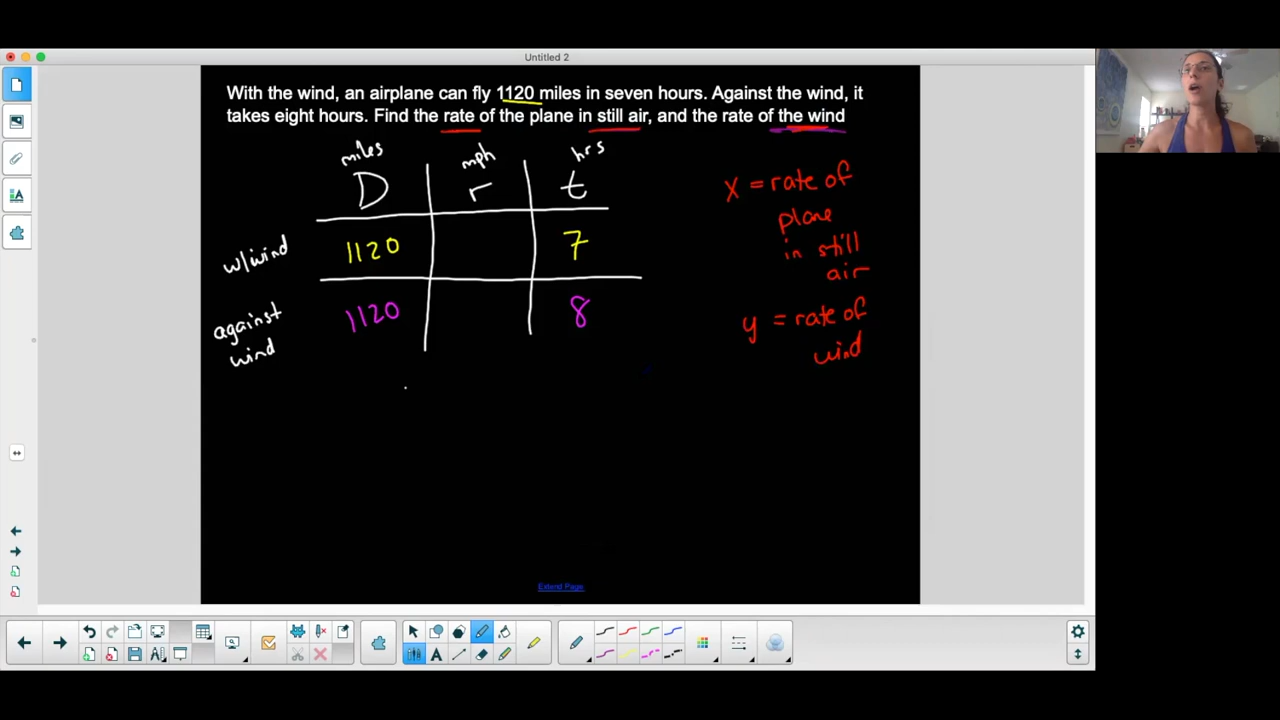 Untitled 2
With the wind, an airplane can fly 1120 miles in seven hours. Against the wind, it
takes eight hours. Find the rate of the plane in still air, and the rate of the wind
miles mph hrs
D r t
w/wind 1120 7
against
wind
1120 8
x = rate of
plane
in still
air
y = rate of
wind
Extend Page